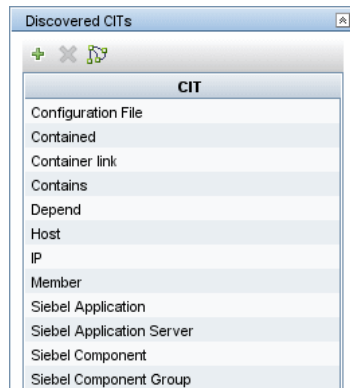 Discovered CITs
CIT
Configuration File
Contained
Container link
Contains
Depend
Host
IP
Member
Siebel Application
Siebel Application Server
Siebel Component
Siebel Component Group